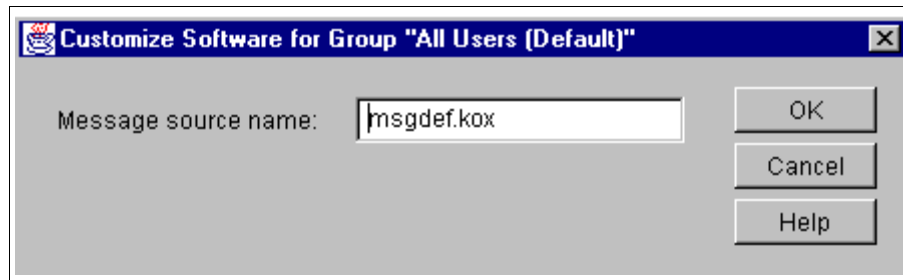 Customize Software for Group "All Users (Default)"
Message source name: msgdef.kox
OK
Cancel
Help